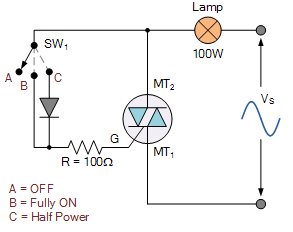 Lamp
SW1
100W
A
B
C
MT2
Vs
G
MT1
R = 100Ω
A = OFF
B = Fully ON
C = Half Power